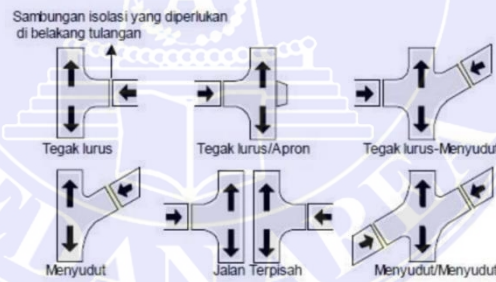 Sambungan isolasi yang diperlukan
di belakang tulangan
Tegak lurus
Tegak lurus/Apron
Tegak lurus-Menyudut
Menyudut
Jalan Terpisah
Menyudut/Menyudut